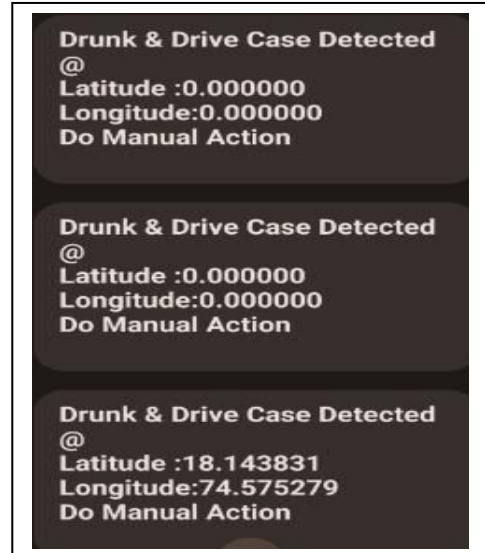 Drunk & Drive Case Detected
@
Latitude :0.000000
Longitude:0.000000
Do Manual Action
Drunk & Drive Case Detected
@
Latitude :0.000000
Longitude:0.000000
Do Manual Action
Drunk & Drive Case Detected
@
Latitude :18.143831
Longitude:74.575279
Do Manual Action